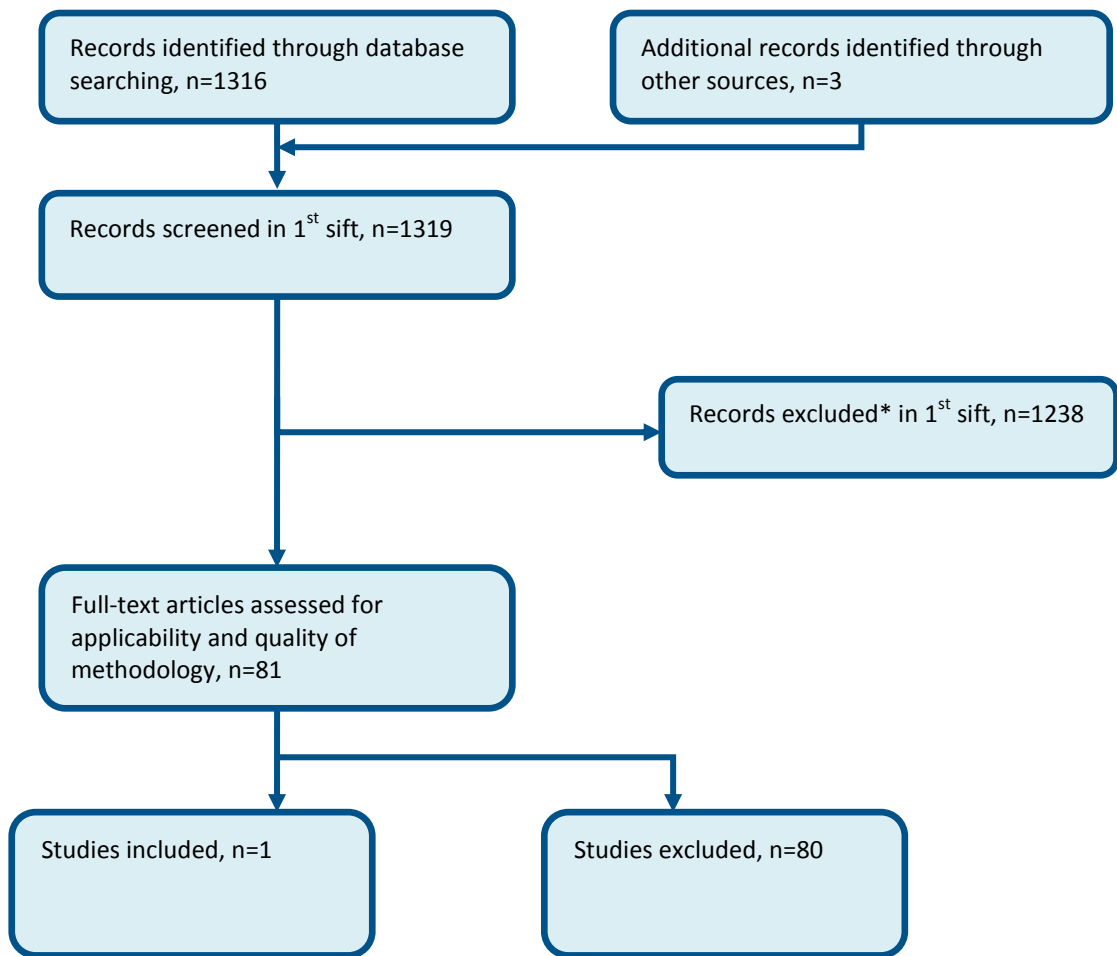 Records identified through database
searching, n=1316
Additional records identified through
other sources, n=3
Records screened in 1st sift, n=1319
Records excluded* in 1st sift, n=1238
Full-text articles assessed for
applicability and quality of
methodology, n=81
Studies included, n=1
Studies excluded, n=80